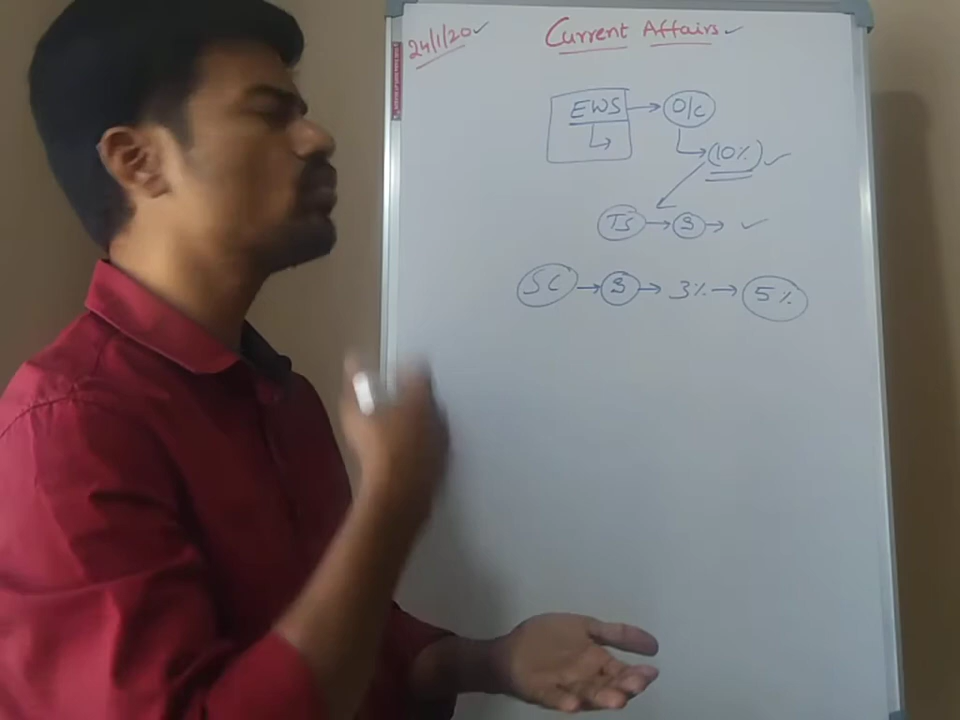 24/1/20 Current Affairs
EWS → O/C
(10%)
TS → S →
SC → S → 3% → 5%